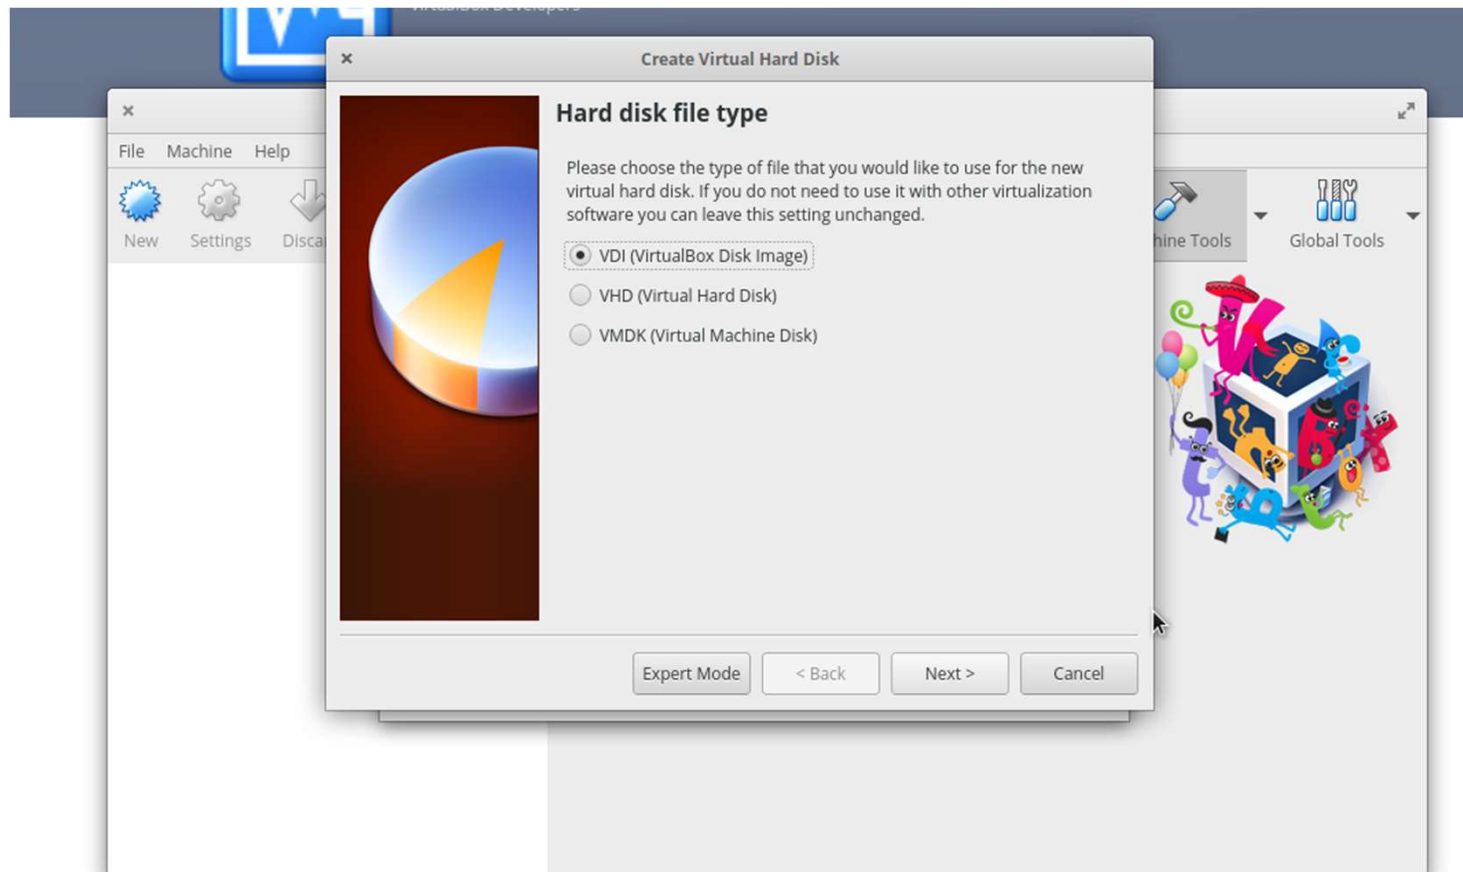 VirtualBox Developers
Create Virtual Hard Disk
File Machine Help
New Settings
Global Tools
Tools
Hard disk file type
Please choose the type of file that you would like to use for the new
virtual hard disk. If you do not need to use it with other virtualization
software you can leave this setting unchanged.
VDI (VirtualBox Disk Image)
VHD (Virtual Hard Disk)
VMDK (Virtual Machine Disk)
Expert Mode
< Back
Next >
Cancel